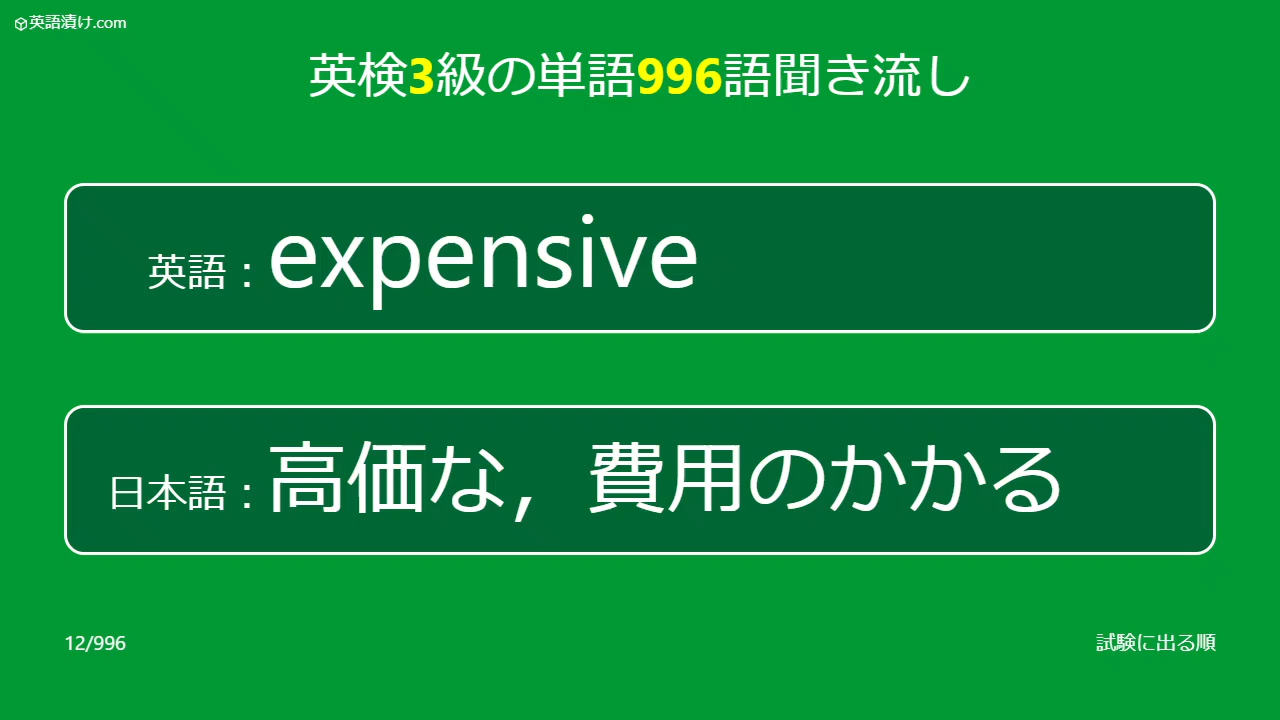 英語漬け.com
英検3級の単語996語聞き流し
英語：expensive
日本語：高価な，費用のかかる
12/996
試験に出る順